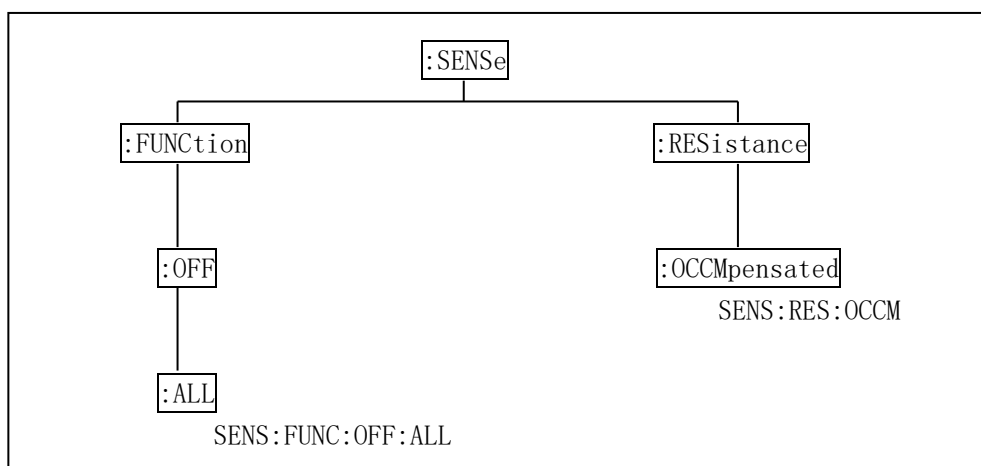 :SENSe
:FUNCtion
:RESistance
:OFF
:OCCMpensated
SENS:RES:OCCM
:ALL
SENS:FUNC:OFF:ALL